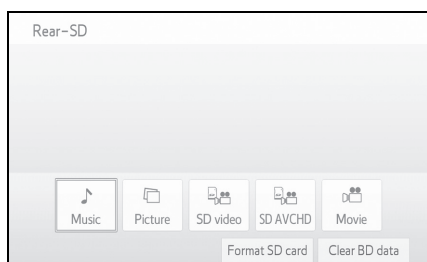 Rear-SD
Music Picture SD video SD AVCHD Movie
Format SD card Clear BD data